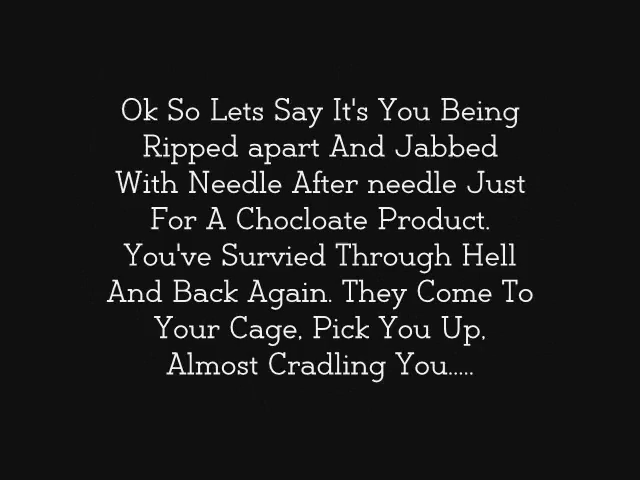 Ok So Lets Say It's You Being
Ripped apart And Jabbed
With Needle After needle Just
For A Chocloate Product.
You've Survied Through Hell
And Back Again. They Come To
Your Cage, Pick You Up,
Almost Cradling You.....